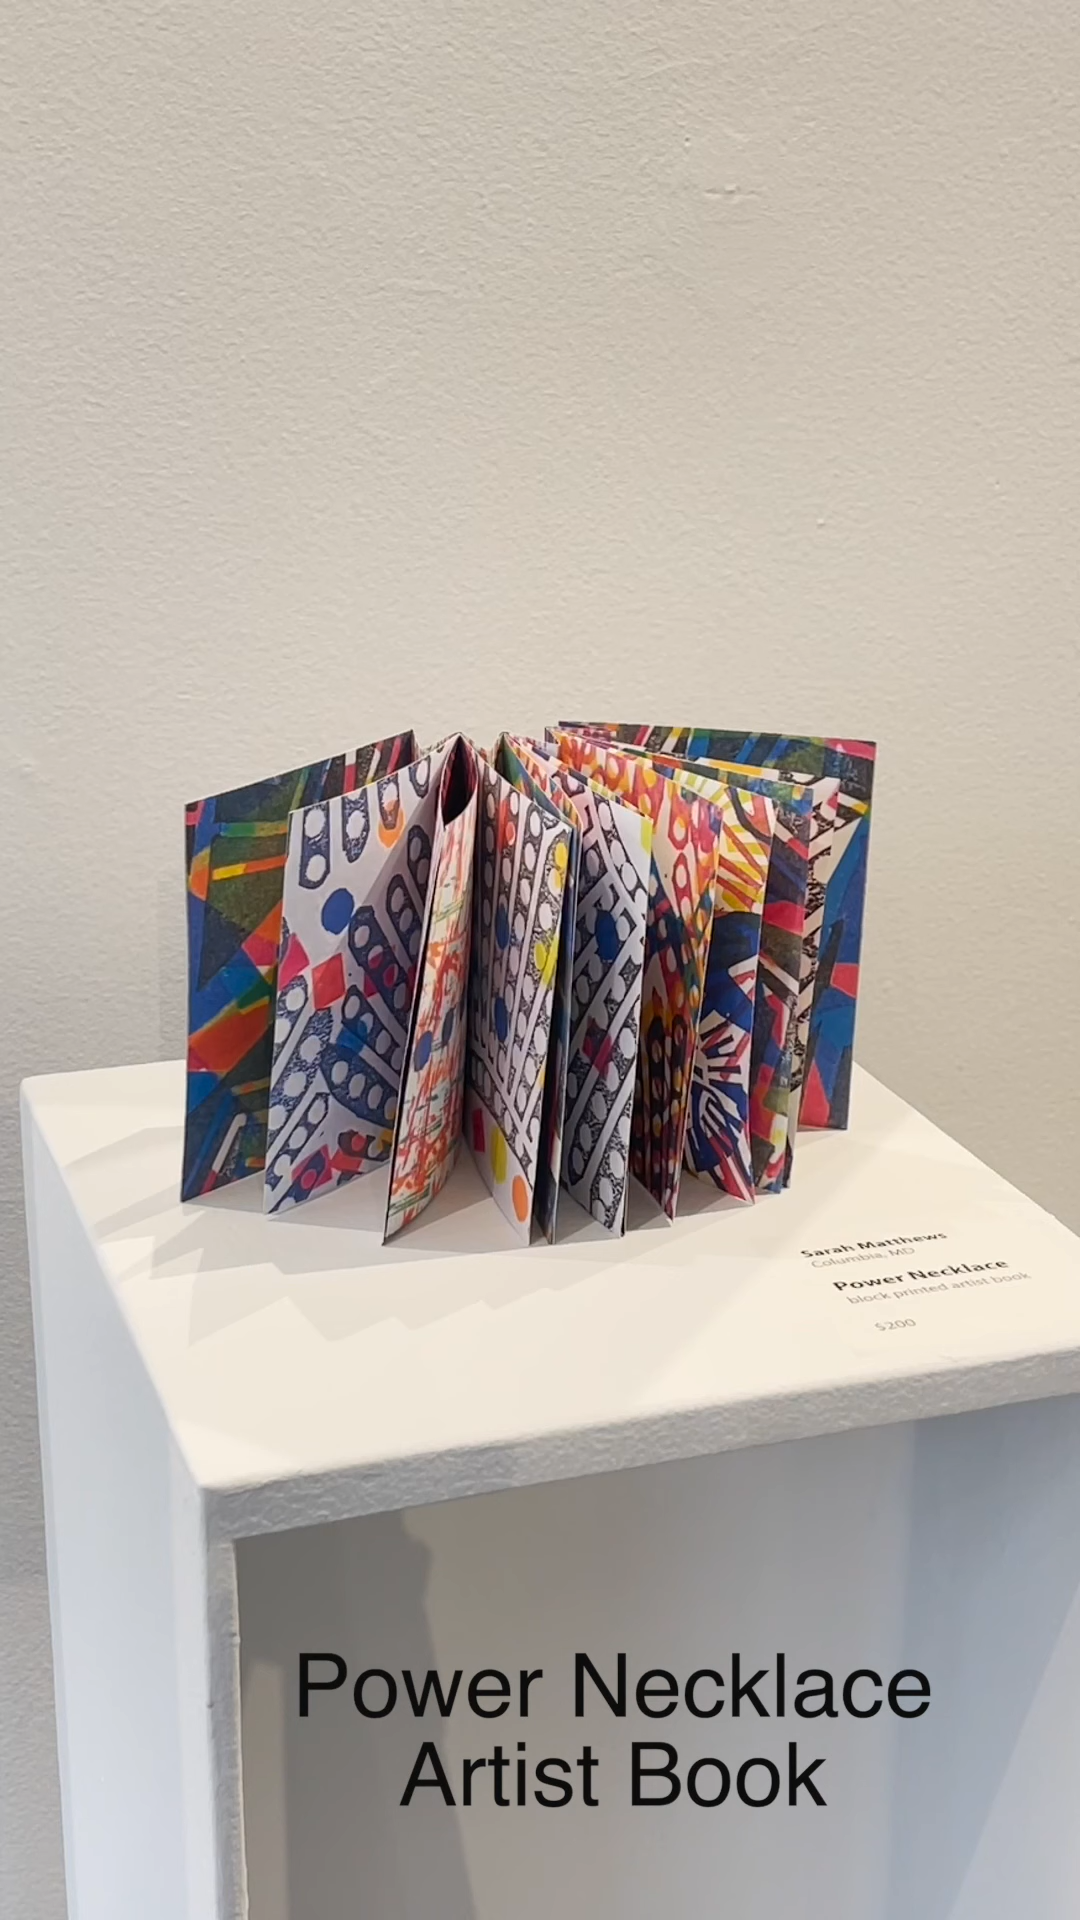 Sarah Matthews
Columbia, MD
Power Necklace
block printed artist book
$200
Power Necklace
Artist Book